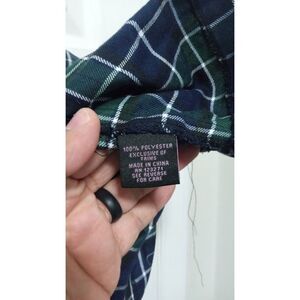 100% POLYESTER
EXCLUSIVE OF
TRIMS
MADE IN CHINA
RN 123271
SEE REVERSE
FOR CARE